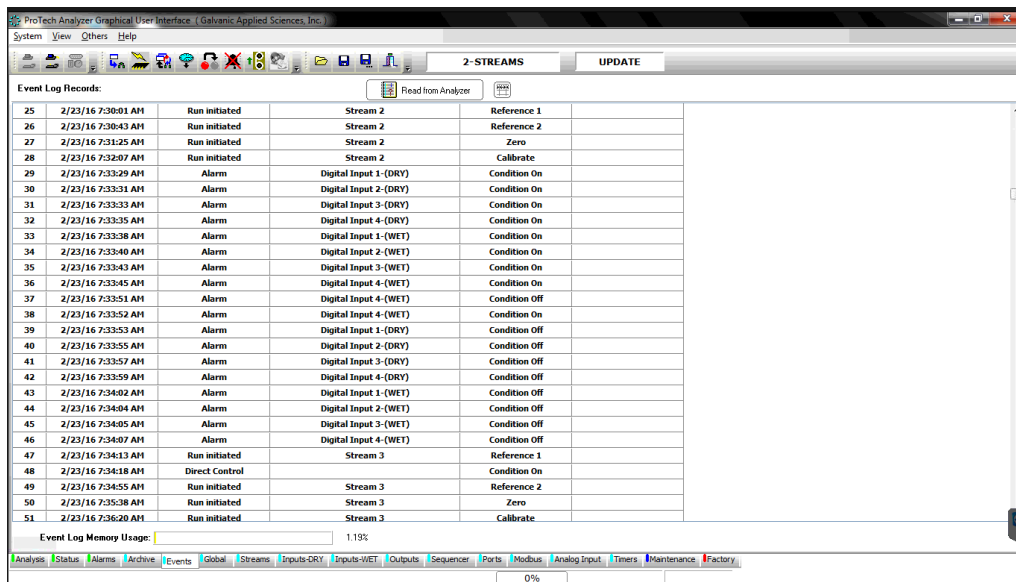 ProTech Analyzer Graphical User Interface ( Galvanic Applied Sciences, Inc. )
System View Others Help
2-STREAMS UPDATE
Event Log Records: Read from Analyzer
25 2/23/16 7:30:01 AM Run initiated Stream 2 Reference 1
26 2/23/16 7:30:43 AM Run initiated Stream 2 Reference 2
27 2/23/16 7:31:25 AM Run initiated Stream 2 Zero
28 2/23/16 7:32:07 AM Run initiated Stream 2 Calibrate
29 2/23/16 7:33:29 AM Alarm Digital Input 1-(DRY) Condition On
30 2/23/16 7:33:31 AM Alarm Digital Input 2-(DRY) Condition On
31 2/23/16 7:33:33 AM Alarm Digital Input 3-(DRY) Condition On
32 2/23/16 7:33:35 AM Alarm Digital Input 4-(DRY) Condition On
33 2/23/16 7:33:38 AM Alarm Digital Input 1-(WET) Condition On
34 2/23/16 7:33:40 AM Alarm Digital Input 2-(WET) Condition On
35 2/23/16 7:33:43 AM Alarm Digital Input 3-(WET) Condition On
36 2/23/16 7:33:45 AM Alarm Digital Input 4-(WET) Condition On
37 2/23/16 7:33:51 AM Alarm Digital Input 4-(WET) Condition Off
38 2/23/16 7:33:52 AM Alarm Digital Input 4-(WET) Condition On
39 2/23/16 7:33:53 AM Alarm Digital Input 1-(DRY) Condition Off
40 2/23/16 7:33:55 AM Alarm Digital Input 2-(DRY) Condition Off
41 2/23/16 7:33:57 AM Alarm Digital Input 3-(DRY) Condition Off
42 2/23/16 7:33:59 AM Alarm Digital Input 4-(DRY) Condition Off
43 2/23/16 7:34:02 AM Alarm Digital Input 1-(WET) Condition Off
44 2/23/16 7:34:04 AM Alarm Digital Input 2-(WET) Condition Off
45 2/23/16 7:34:05 AM Alarm Digital Input 3-(WET) Condition Off
46 2/23/16 7:34:07 AM Alarm Digital Input 4-(WET) Condition Off
47 2/23/16 7:34:13 AM Run initiated Stream 3 Reference 1
48 2/23/16 7:34:18 AM Direct Control Condition On
49 2/23/16 7:34:55 AM Run initiated Stream 3 Reference 2
50 2/23/16 7:35:38 AM Run initiated Stream 3 Zero
51 2/23/16 7:36:20 AM Run initiated Stream 3 Calibrate
Event Log Memory Usage: 1.19%
Analysis Status Alarms Archive Events Global Streams Inputs-DRY Inputs-WET Outputs Sequencer Ports Modbus Analog Input Timers Maintenance Factory
0%